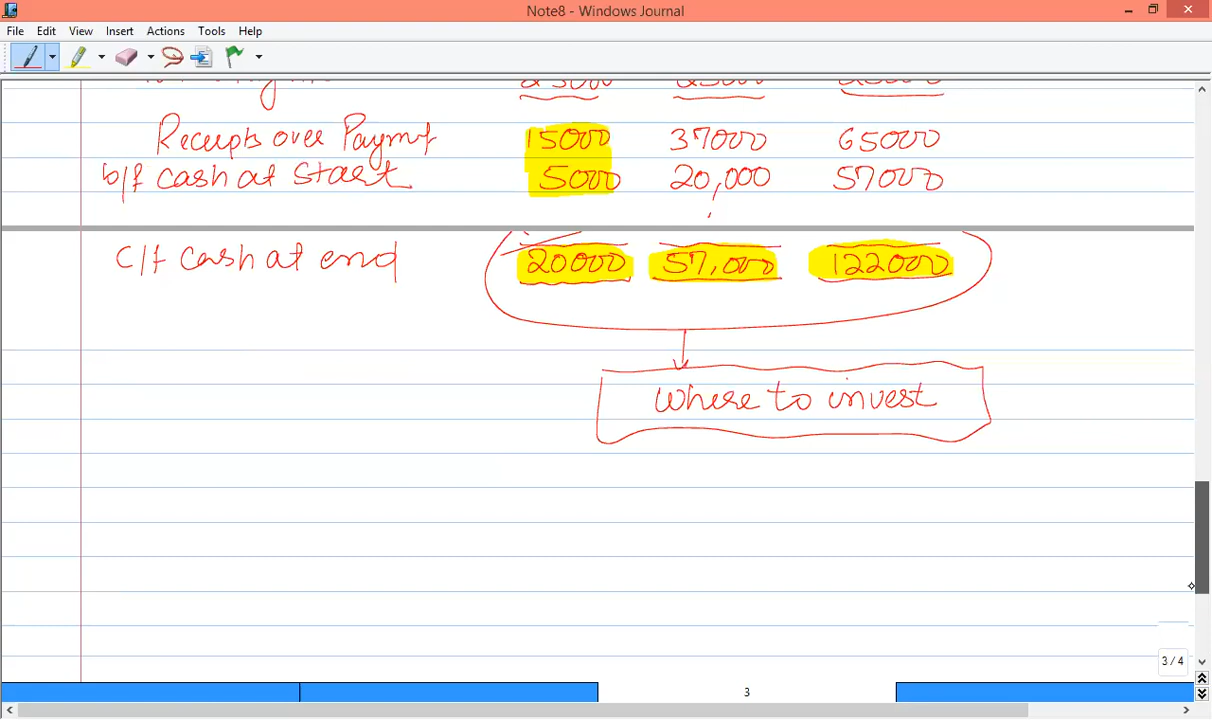 Note8 - Windows Journal
File Edit View Insert Actions Tools Help
Receipts over Paymt 15000 37000 65000
b/f cash at Start 5000 20,000 57000
c/f cash at end 20000 57,000 122000
Where to invest
3 / 4
3